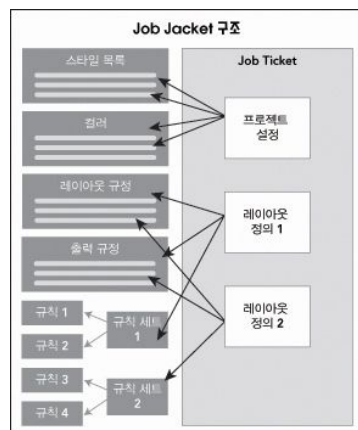 Job Jacket 구조
스타일 목록
컬러
레이아웃 규정
출력 규정
규칙 1
규칙 2
규칙 세트
1
규칙 3
규칙 4
규칙 세트
2
Job Ticket
프로젝트
설정
레이아웃
정의 1
레이아웃
정의 2